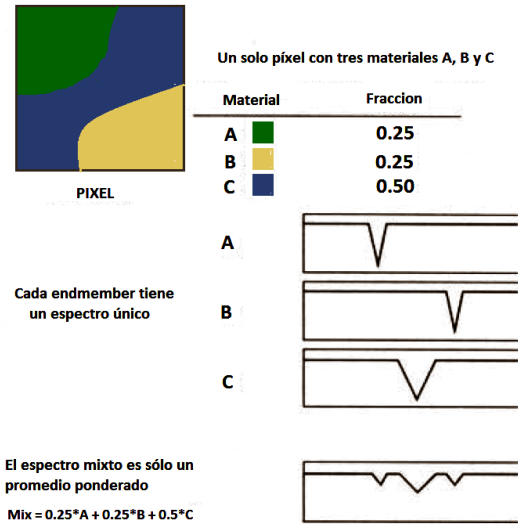 Un solo píxel con tres materiales A, B y C
Material Fraccion
A 0.25
B 0.25
C 0.50
PIXEL
A
Cada endmember tiene
un espectro único
B
C
El espectro mixto es sólo un
promedio ponderado
Mix = 0.25*A + 0.25*B + 0.5*C